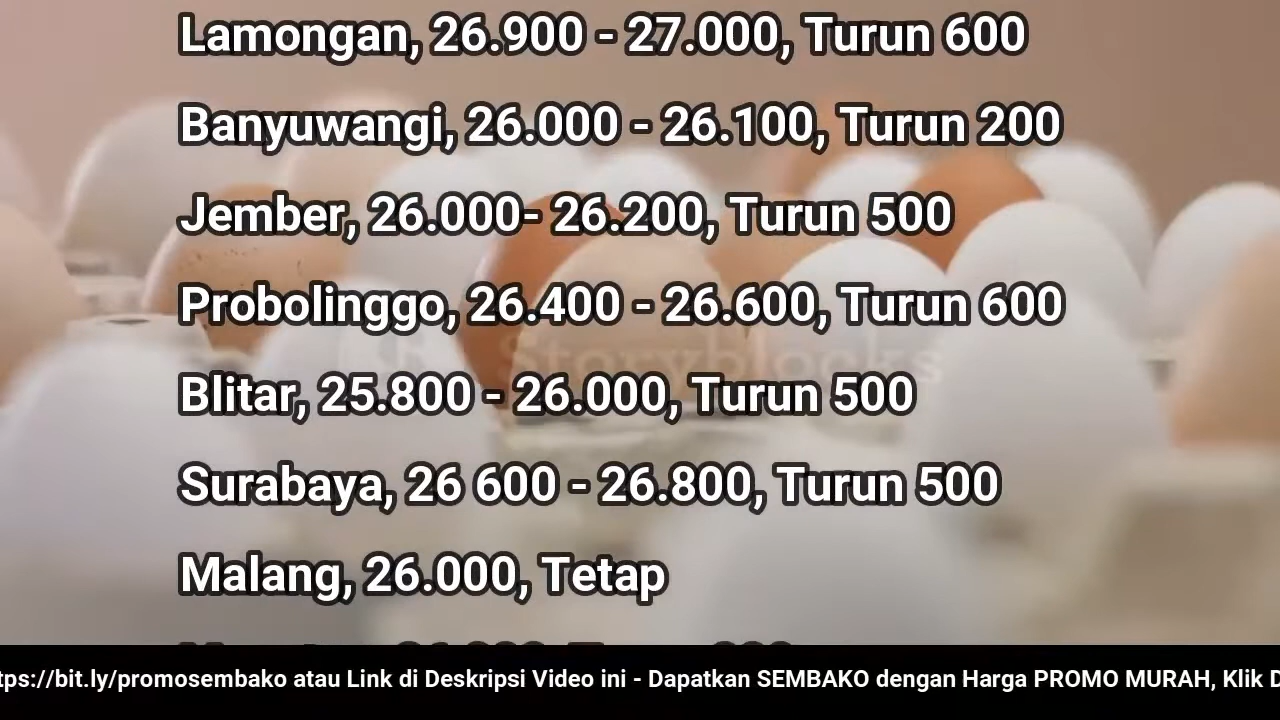 Lamongan, 26.900 - 27.000, Turun 600
Banyuwangi, 26.000 - 26.100, Turun 200
Jember, 26.000- 26.200, Turun 500
Probolinggo, 26.400 - 26.600, Turun 600
Storyblocks
Blitar, 25.800 - 26.000, Turun 500
Surabaya, 26 600 - 26.800, Turun 500
Malang, 26.000, Tetap
tps://bit.ly/promosembako atau Link di Deskripsi Video ini - Dapatkan SEMBAKO dengan Harga PROMO MURAH, Klik D